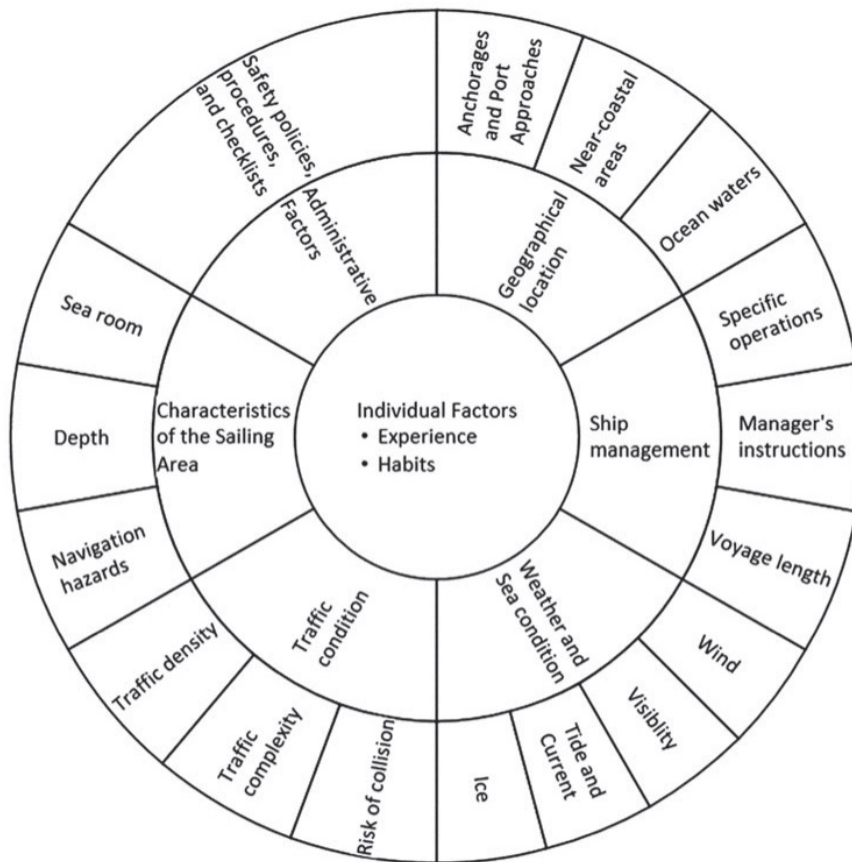 Individual Factors
• Experience
• Habits
Geographical
location
Anchorages
and Port
Approaches
Near-coastal
areas
Ocean waters
Ship
management
Specific
operations
Manager's
instructions
Voyage length
Weather and
Sea condition
Wind
Visiblity
Tide and
Current
Ice
Traffic
condition
Risk of collision
Traffic
complexity
Traffic density
Characteristics
of the Sailing
Area
Navigation
hazards
Depth
Sea room
Administrative
Factors
Safety policies,
procedures,
and checklists